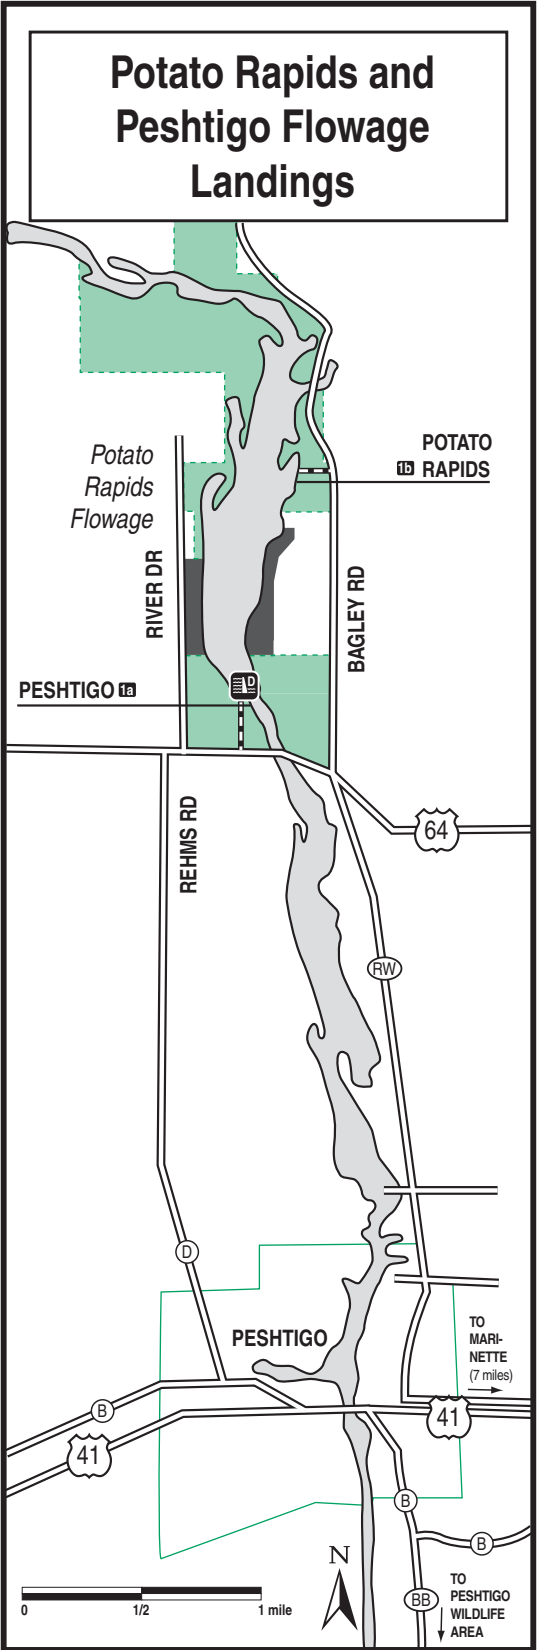 Potato Rapids and
Peshtigo Flowage
Landings
POTATO
1b RAPIDS
Potato
Rapids
Flowage
RIVER DR
BAGLEY RD
D
PESHTIGO 1a
64
REHMS RD
RW
D
PESHTIGO
TO
MARI-
NETTE
(7 miles)
B
41
41
B
B
N
BB
TO
PESHTIGO
WILDLIFE
AREA
0 1/2 1 mile